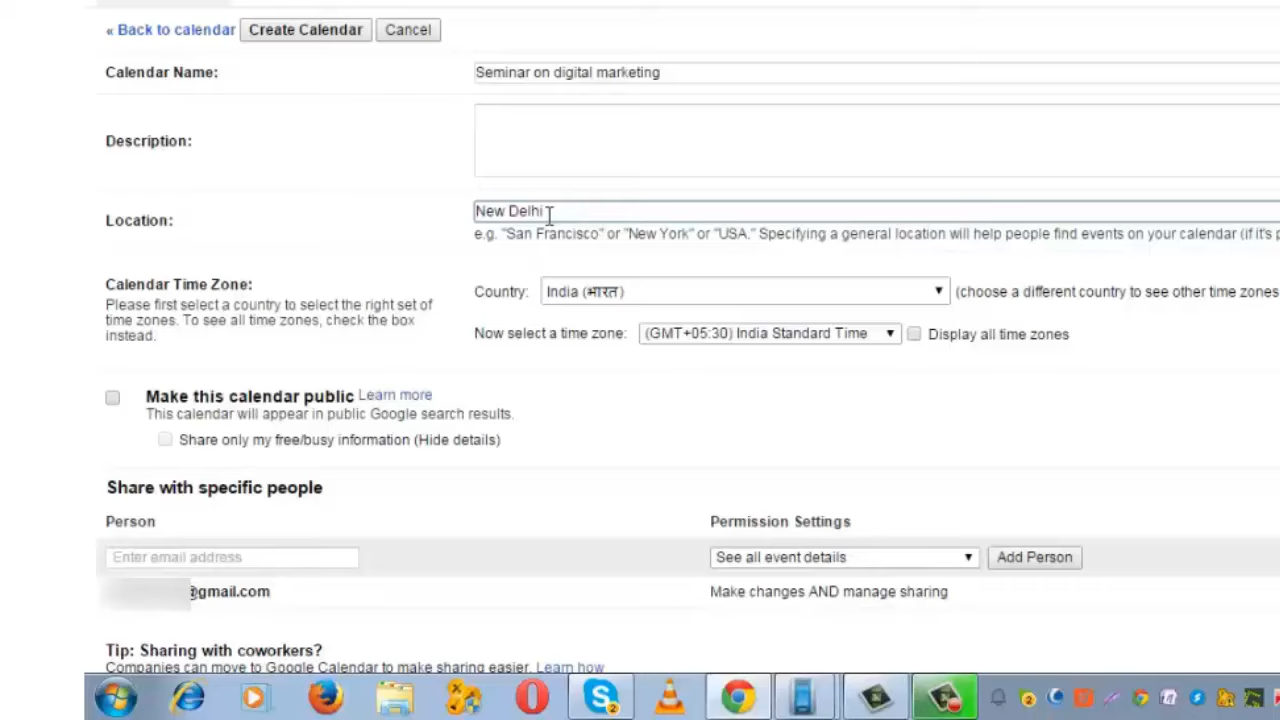 « Back to calendar Create Calendar Cancel
Calendar Name: Seminar on digital marketing
Description:
Location: New Delhi
e.g. "San Francisco" or "New York" or "USA." Specifying a general location will help people find events on your calendar (if it's
Calendar Time Zone:
Please first select a country to select the right set of
time zones. To see all time zones, check the box
instead.
Country: India (भारत) (choose a different country to see other time zones
Now select a time zone: (GMT+05:30) India Standard Time Display all time zones
Make this calendar public Learn more
This calendar will appear in public Google search results.
Share only my free/busy information (Hide details)
Share with specific people
Person Permission Settings
Enter email address See all event details Add Person
@gmail.com Make changes AND manage sharing
Tip: Sharing with coworkers?
Companies can move to Google Calendar to make sharing easier. Learn how